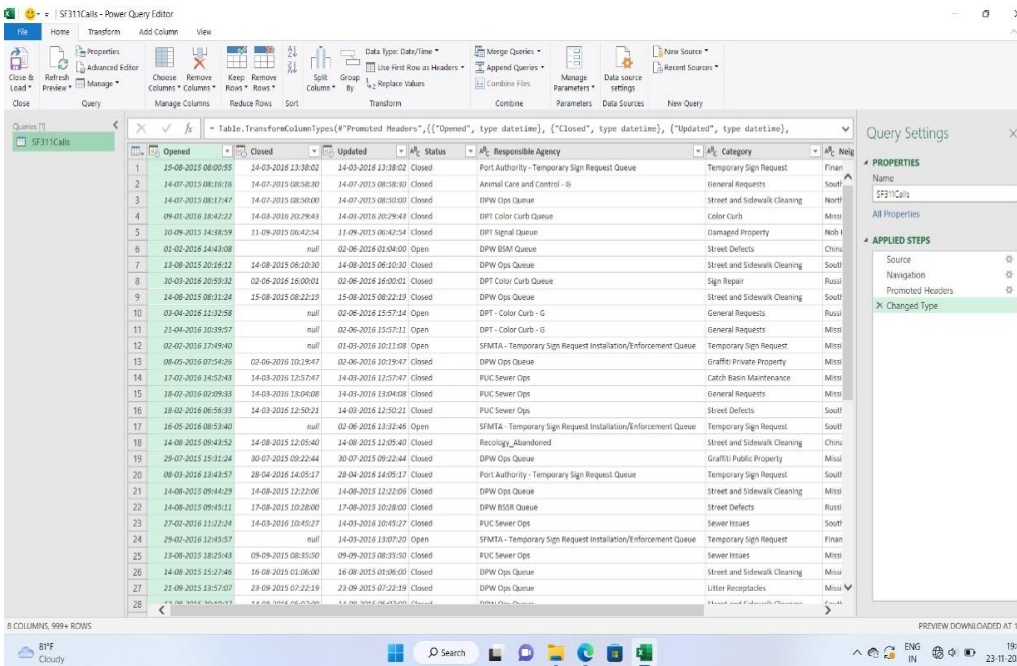 SF311Calls - Power Query Editor
File Home Transform Add Column View
Close & Load
Refresh Preview
Properties
Advanced Editor
Manage
Choose Columns
Remove Columns
Keep Rows
Remove Rows
Split Column
Group By
Data Type: Date/Time
Use First Row as Headers
Replace Values
Merge Queries
Append Queries
Combine Files
Manage Parameters
Data source settings
New Source
Recent Sources
Close Query Manage Columns Reduce Rows Sort Transform Combine Parameters Data Sources New Query
Queries [1]
SF311Calls
= Table.TransformColumnTypes(#"Promoted Headers",{{"Opened", type datetime}, {"Closed", type datetime}, {"Updated", type datetime},
Opened Closed Updated Status Responsible Agency Category Neig
1 19-08-2015 08:00:55 14-03-2016 13:38:02 14-03-2016 13:38:02 Closed Port Authority - Temporary Sign Request Queue Temporary Sign Request Finan
2 14-07-2015 08:16:16 14-07-2015 08:58:30 14-07-2015 08:58:30 Closed Animal Care and Control - G General Requests South
3 14-07-2015 08:17:47 14-07-2015 08:50:00 14-07-2015 08:50:00 Closed DPW Ops Queue Street and Sidewalk Cleaning North
4 09-01-2016 18:42:22 14-03-2016 20:29:43 14-03-2016 20:29:43 Closed DPT Color Curb Queue Color Curb Missi
5 10-09-2015 14:38:59 11-09-2015 06:42:54 11-09-2015 06:42:54 Closed DPT Signal Queue Damaged Property Nob
6 01-02-2016 14:43:08 null 02-06-2016 01:04:00 Open DPW BSM Queue Street Defects China
7 13-08-2015 20:16:12 14-08-2015 06:10:30 14-08-2015 06:10:30 Closed DPW Ops Queue Street and Sidewalk Cleaning South
8 30-03-2016 20:59:32 02-06-2016 16:00:01 02-06-2016 16:00:01 Closed DPT Color Curb Queue Sign Repair Russi
9 14-08-2015 08:31:24 15-08-2015 08:22:19 15-08-2015 08:22:19 Closed DPW Ops Queue Street and Sidewalk Cleaning South
10 03-04-2016 11:32:58 null 02-06-2016 15:57:14 Open DPT - Color Curb - G General Requests Russi
11 21-04-2016 10:39:57 null 02-06-2016 15:57:11 Open DPT - Color Curb - G General Requests Missi
12 02-02-2016 17:49:40 null 01-03-2016 10:11:08 Open SFMTA - Temporary Sign Request Installation/Enforcement Queue Temporary Sign Request Missi
13 08-05-2016 07:54:26 02-06-2016 10:19:47 02-06-2016 10:19:47 Closed DPW Ops Queue Graffiti Private Property Missi
14 17-02-2016 14:52:43 14-03-2016 12:57:47 14-03-2016 12:57:47 Closed PUC Sewer Ops Catch Basin Maintenance Missi
15 18-02-2016 02:09:33 14-03-2016 13:04:08 14-03-2016 13:04:08 Closed PUC Sewer Ops General Requests Missi
16 18-02-2016 06:56:33 14-03-2016 12:50:21 14-03-2016 12:50:21 Closed PUC Sewer Ops Street Defects South
17 16-05-2016 08:53:40 null 02-06-2016 13:32:46 Open SFMTA - Temporary Sign Request Installation/Enforcement Queue Temporary Sign Request South
18 14-08-2015 09:43:52 14-08-2015 12:05:40 14-08-2015 12:05:40 Closed Recology_Abandoned Street and Sidewalk Cleaning China
19 29-07-2015 15:31:24 30-07-2015 09:22:44 30-07-2015 09:22:44 Closed DPW Ops Queue Graffiti Public Property Missi
20 08-03-2016 13:43:57 28-04-2016 14:05:17 28-04-2016 14:05:17 Closed Port Authority - Temporary Sign Request Queue Temporary Sign Request South
21 14-08-2015 09:44:29 14-08-2015 12:22:06 14-08-2015 12:22:06 Closed DPW Ops Queue Street and Sidewalk Cleaning Missi
22 14-08-2015 09:45:11 17-08-2015 10:28:00 17-08-2015 10:28:00 Closed DPW BSSR Queue Street Defects Russi
23 27-02-2016 11:22:24 14-03-2016 10:45:27 14-03-2016 10:45:27 Closed PUC Sewer Ops Sewer Issues South
24 29-02-2016 12:45:57 null 14-03-2016 13:07:20 Open SFMTA - Temporary Sign Request Installation/Enforcement Queue Temporary Sign Request Finan
25 13-08-2015 18:25:43 09-09-2015 08:35:50 09-09-2015 08:35:50 Closed PUC Sewer Ops Sewer Issues Missi
26 14-08-2015 15:27:46 16-08-2015 01:06:00 16-08-2015 01:06:00 Closed DPW Ops Queue Street and Sidewalk Cleaning Missi
27 21-09-2015 13:57:07 23-09-2015 07:22:19 23-09-2015 07:22:19 Closed DPW Ops Queue Litter Receptacles Missi
28
Query Settings
PROPERTIES
Name
SF311Calls
All Properties
APPLIED STEPS
Source
Navigation
Promoted Headers
Changed Type
8 COLUMNS, 999+ ROWS
PREVIEW DOWNLOADED AT 1
81°F
Cloudy
Search
ENG
IN
19:
23-11-20